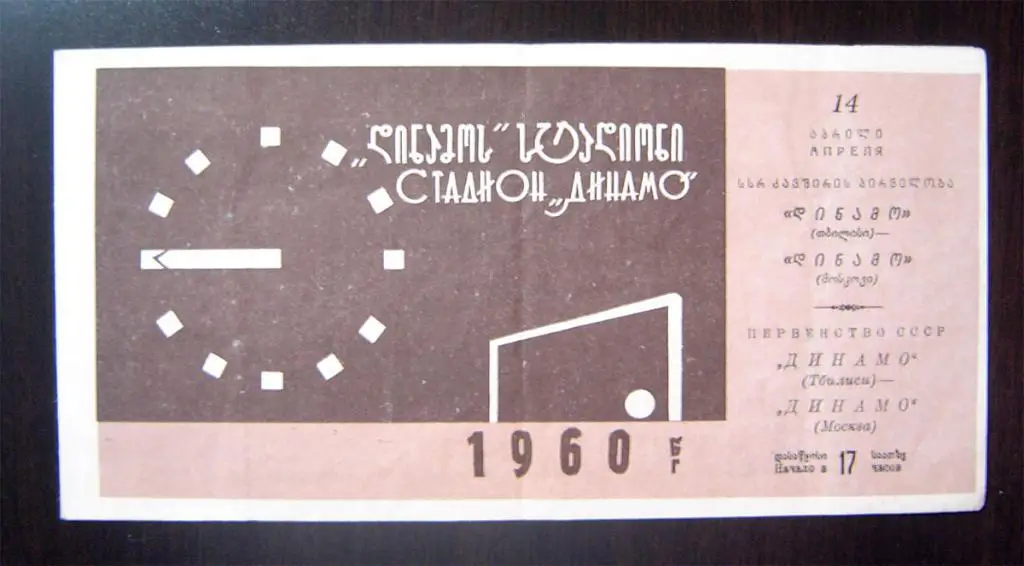 „დინამოს“ სტადიონი
СТАДИОН „ДИНАМО“
1960 წ
г
14
აპრილი
АПРЕЛЯ
სსრ კავშირის პირველობა
«დინამო»
(თბილისი)—
«დინამო»
(მოსკოვი)
ПЕРВЕНСТВО СССР
„ДИНАМО“
(Тбилиси)—
„ДИНАМО“
(Москва)
დასაწყისი 17 საათზე
Начало в часов